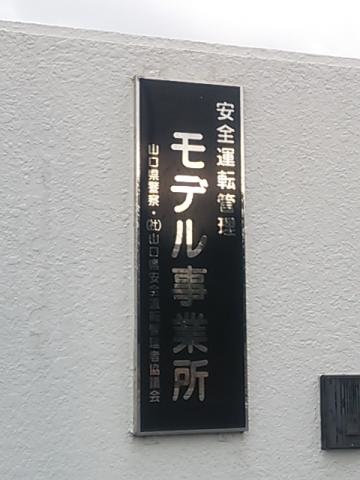 安全運転管理
モデル事業所
山口県警察・㈳山口県安全運転管理者協議会